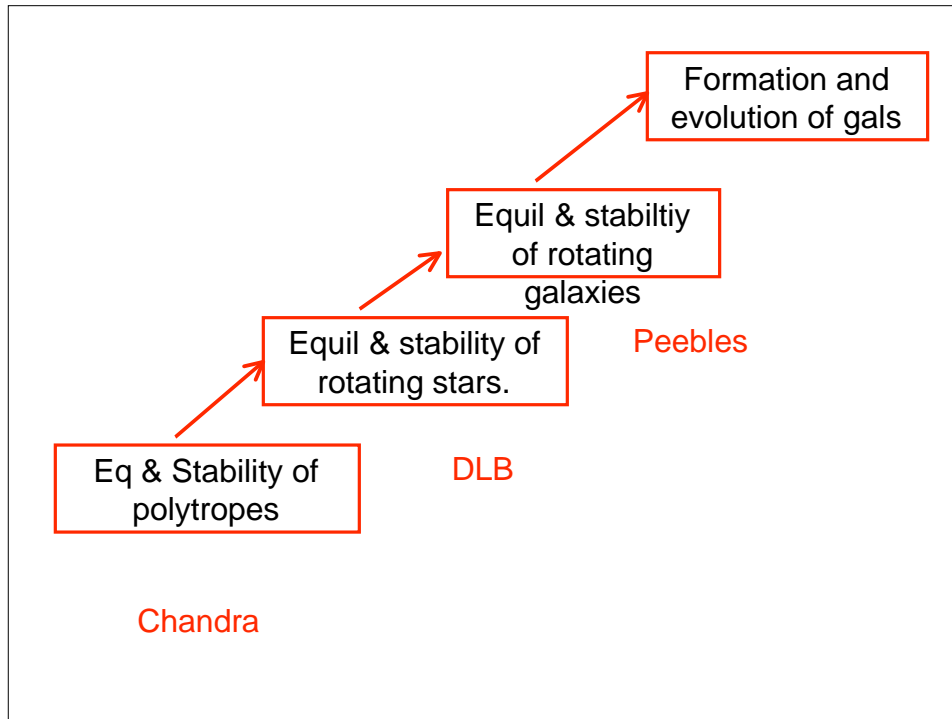 Formation and
evolution of gals
Equil & stabiltiy
of rotating
galaxies
Peebles
Equil & stability of
rotating stars.
DLB
Eq & Stability of
polytropes
Chandra